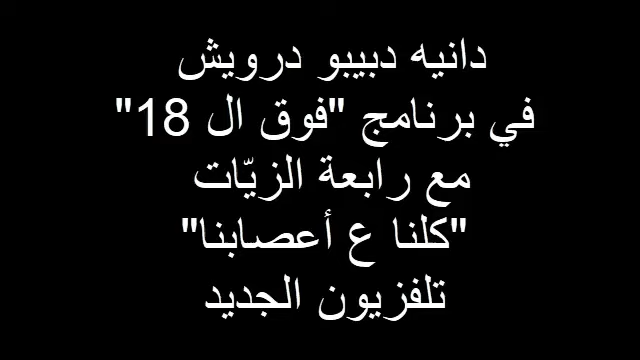 دانيه دبيبو درويش
في برنامج "فوق ال 18"
مع رابعة الزيّات
"كلنا ع أعصابنا"
تلفزيون الجديد